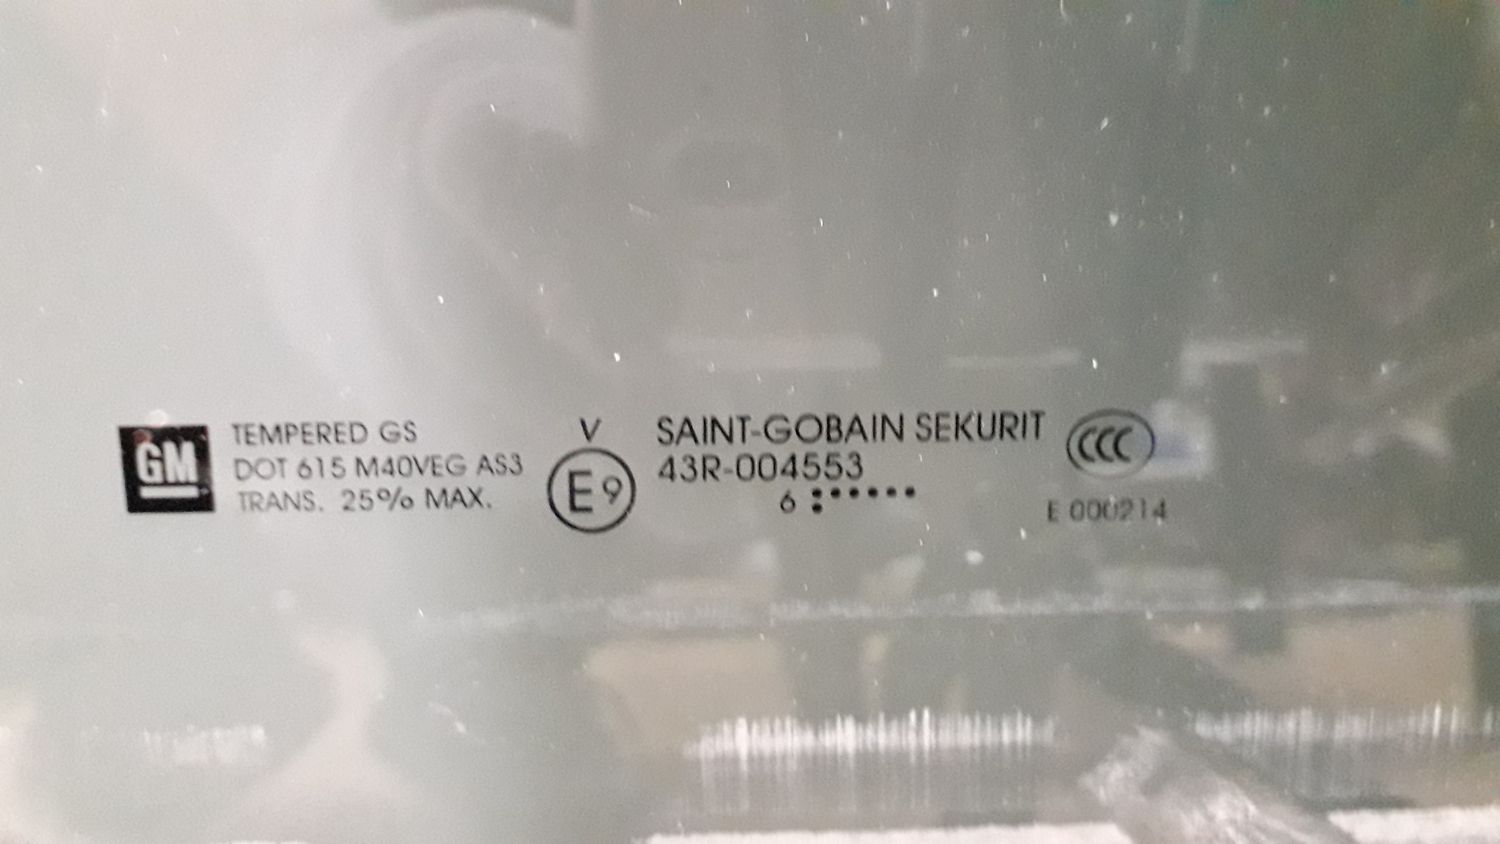 GM
TEMPERED GS
DOT 615 M40VEG AS3
TRANS. 25% MAX.
V
E9
SAINT-GOBAIN SEKURIT
43R-004553
6
CCC
E 000214